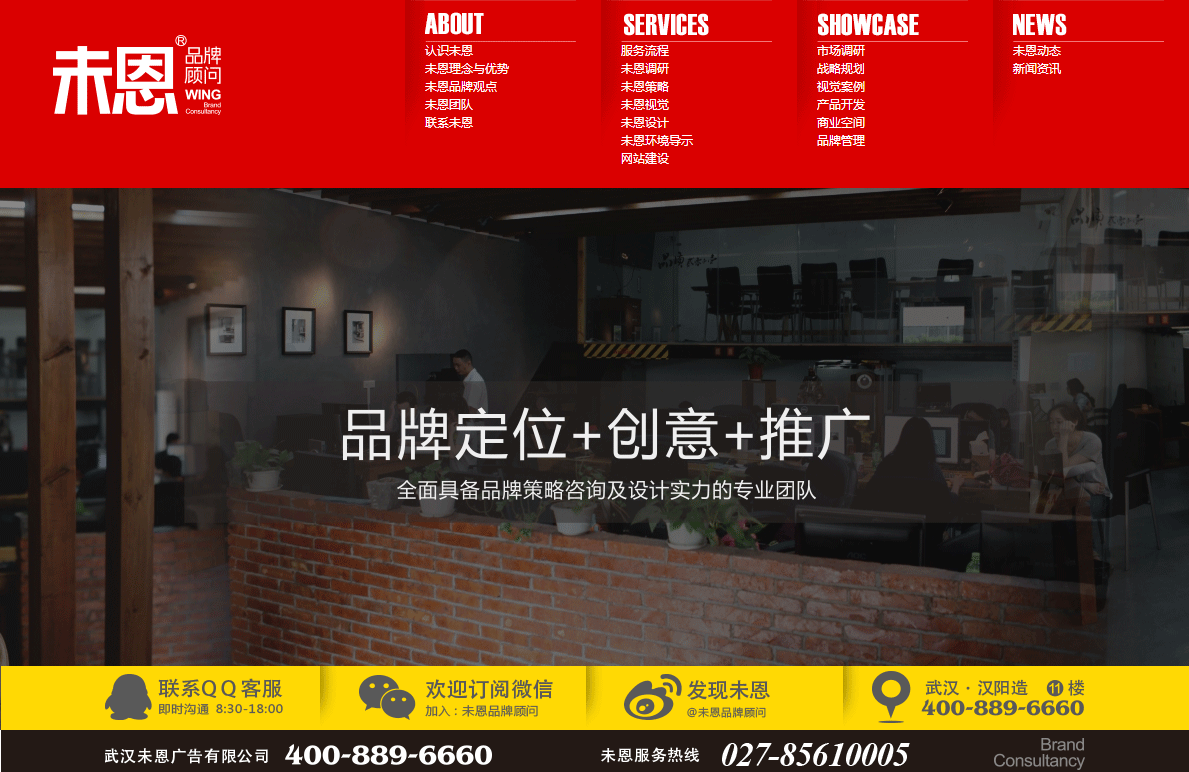 未恩®
品牌
顾问
WING
Brand
Consultancy
ABOUT
认识未恩
未恩理念与优势
未恩品牌观点
未恩团队
联系未恩
SERVICES
服务流程
未恩调研
未恩策略
未恩视觉
未恩设计
未恩环境导示
网站建设
SHOWCASE
市场调研
战略规划
视觉案例
产品开发
商业空间
品牌管理
NEWS
未恩动态
新闻资讯
品牌定位+创意+推广
全面具备品牌策略咨询及设计实力的专业团队
联系QQ客服
即时沟通 8:30-18:00
欢迎订阅微信
加入：未恩品牌顾问
发现未恩
@未恩品牌顾问
武汉·汉阳造 11楼
400-889-6660
武汉未恩广告有限公司 400-889-6660
未恩服务热线 027-85610005
Brand
Consultancy